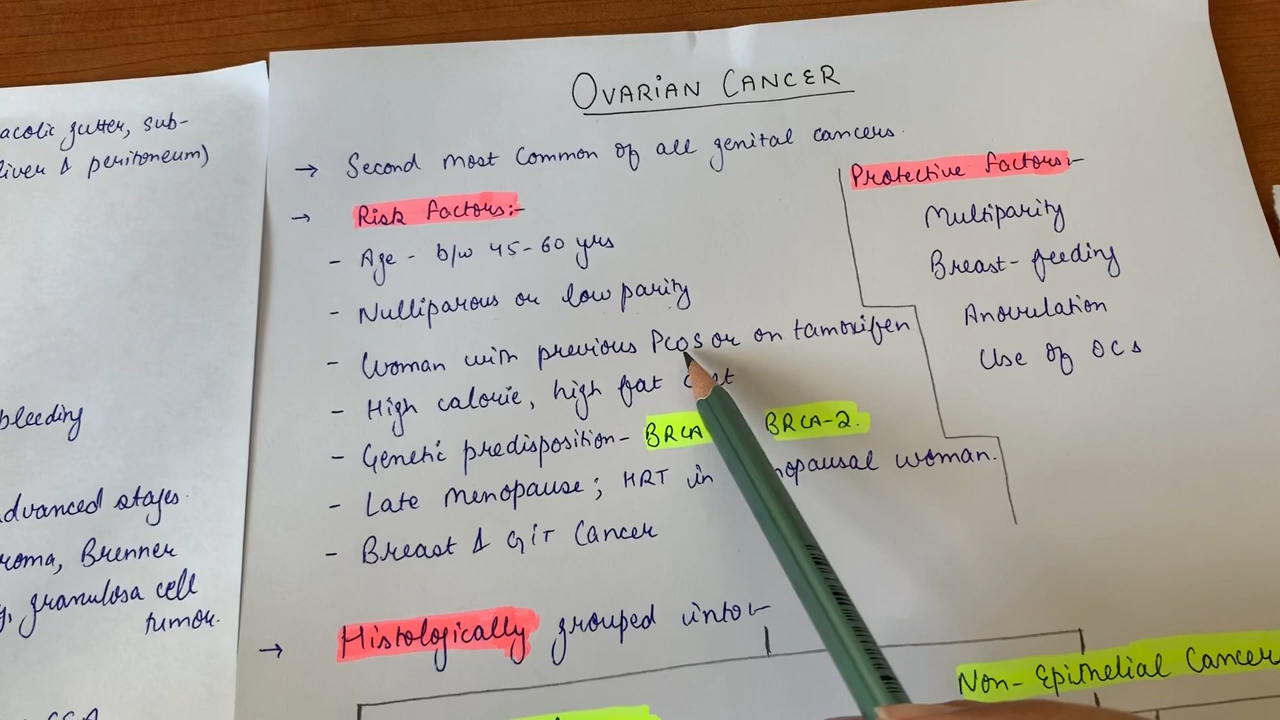 acolic gutter, sub-
liver & peritoneum)
bleeding
advanced stages.
Brenner
granulosa cell
tumor.
OVARIAN CANCER
→ Second most common of all genital cancers.
→ Risk factors:-
- Age - b/w 45-60 yrs
- Nulliparous or low parity
- Woman with previous PCOS or on tamoxifen
- High calorie, high fat
- Genetic predisposition- BRCA BRCA-2.
- Late menopause; HRT in woman.
- Breast & GIT Cancer
Protective factors:-
Multiparity
Breast-feeding
Anovulation
Use of OCs
→ Histologically grouped into:-
Non-Epithelial Cancer